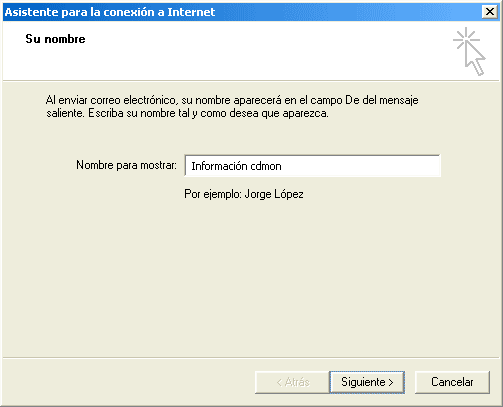 Asistente para la conexión a Internet
Su nombre
Al enviar correo electrónico, su nombre aparecerá en el campo De del mensaje
saliente. Escriba su nombre tal y como desea que aparezca.
Nombre para mostrar: Información cdmon
Por ejemplo: Jorge López
< Atrás Siguiente > Cancelar